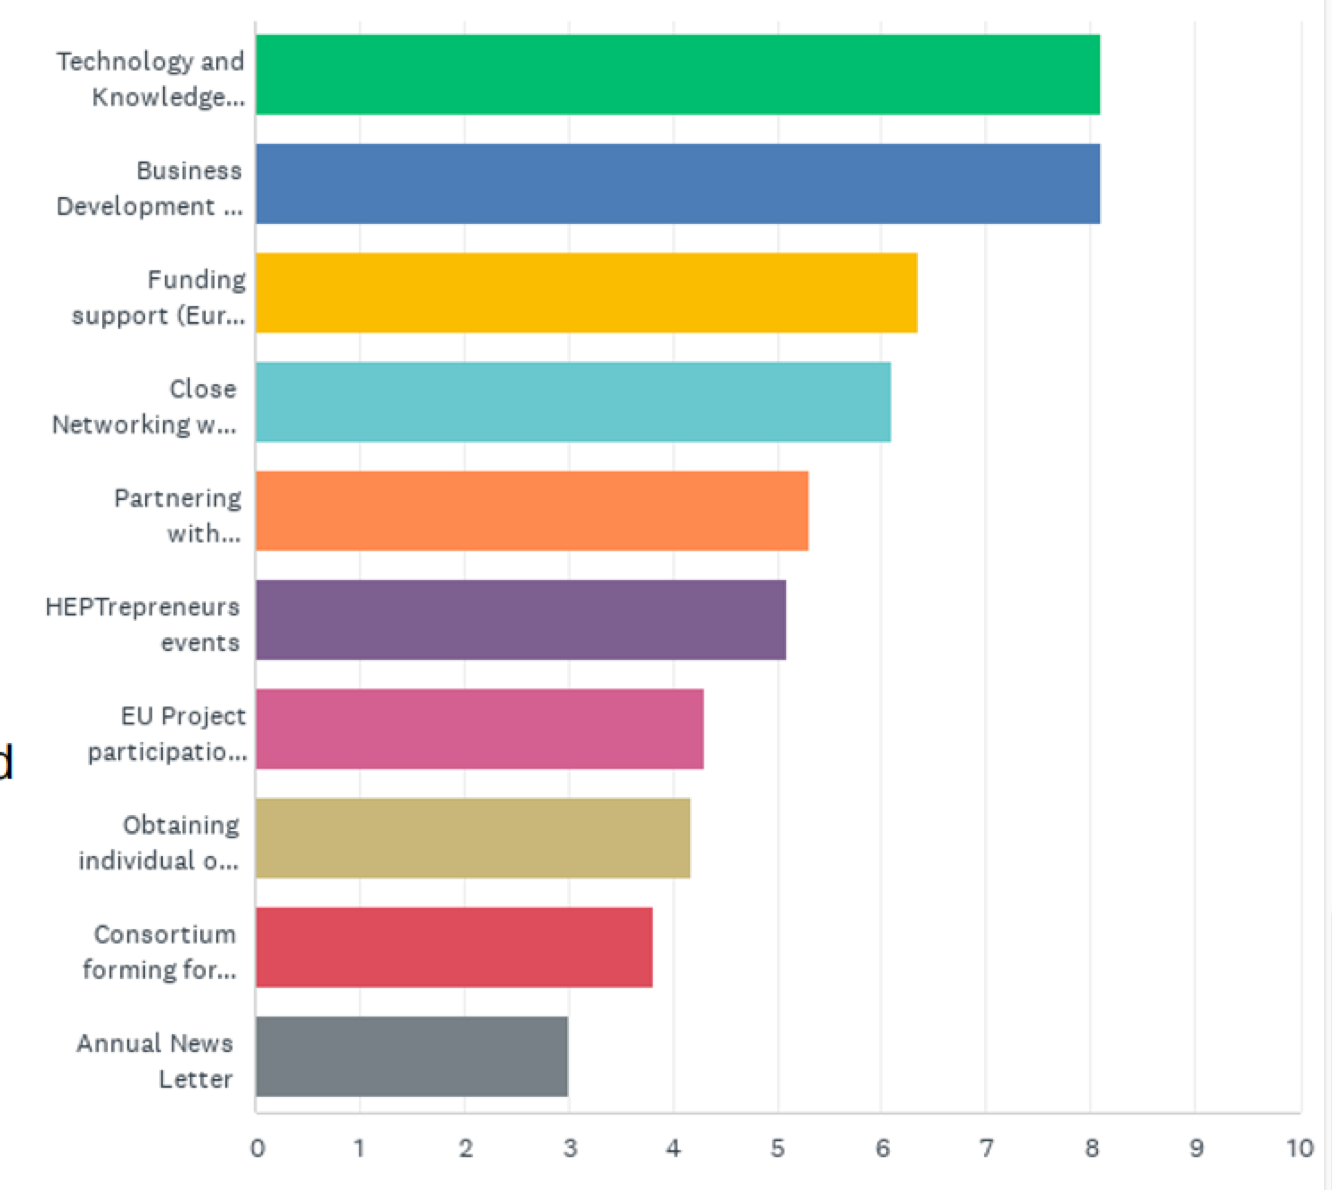 Technology and
Knowledge...
Business
Development ...
Funding
support (Eur...
Close
Networking w...
Partnering
with...
HEPTrepreneurs
events
EU Project
participatio...
d
Obtaining
individual o...
Consortium
forming for...
Annual News
Letter
0 1 2 3 4 5 6 7 8 9 10